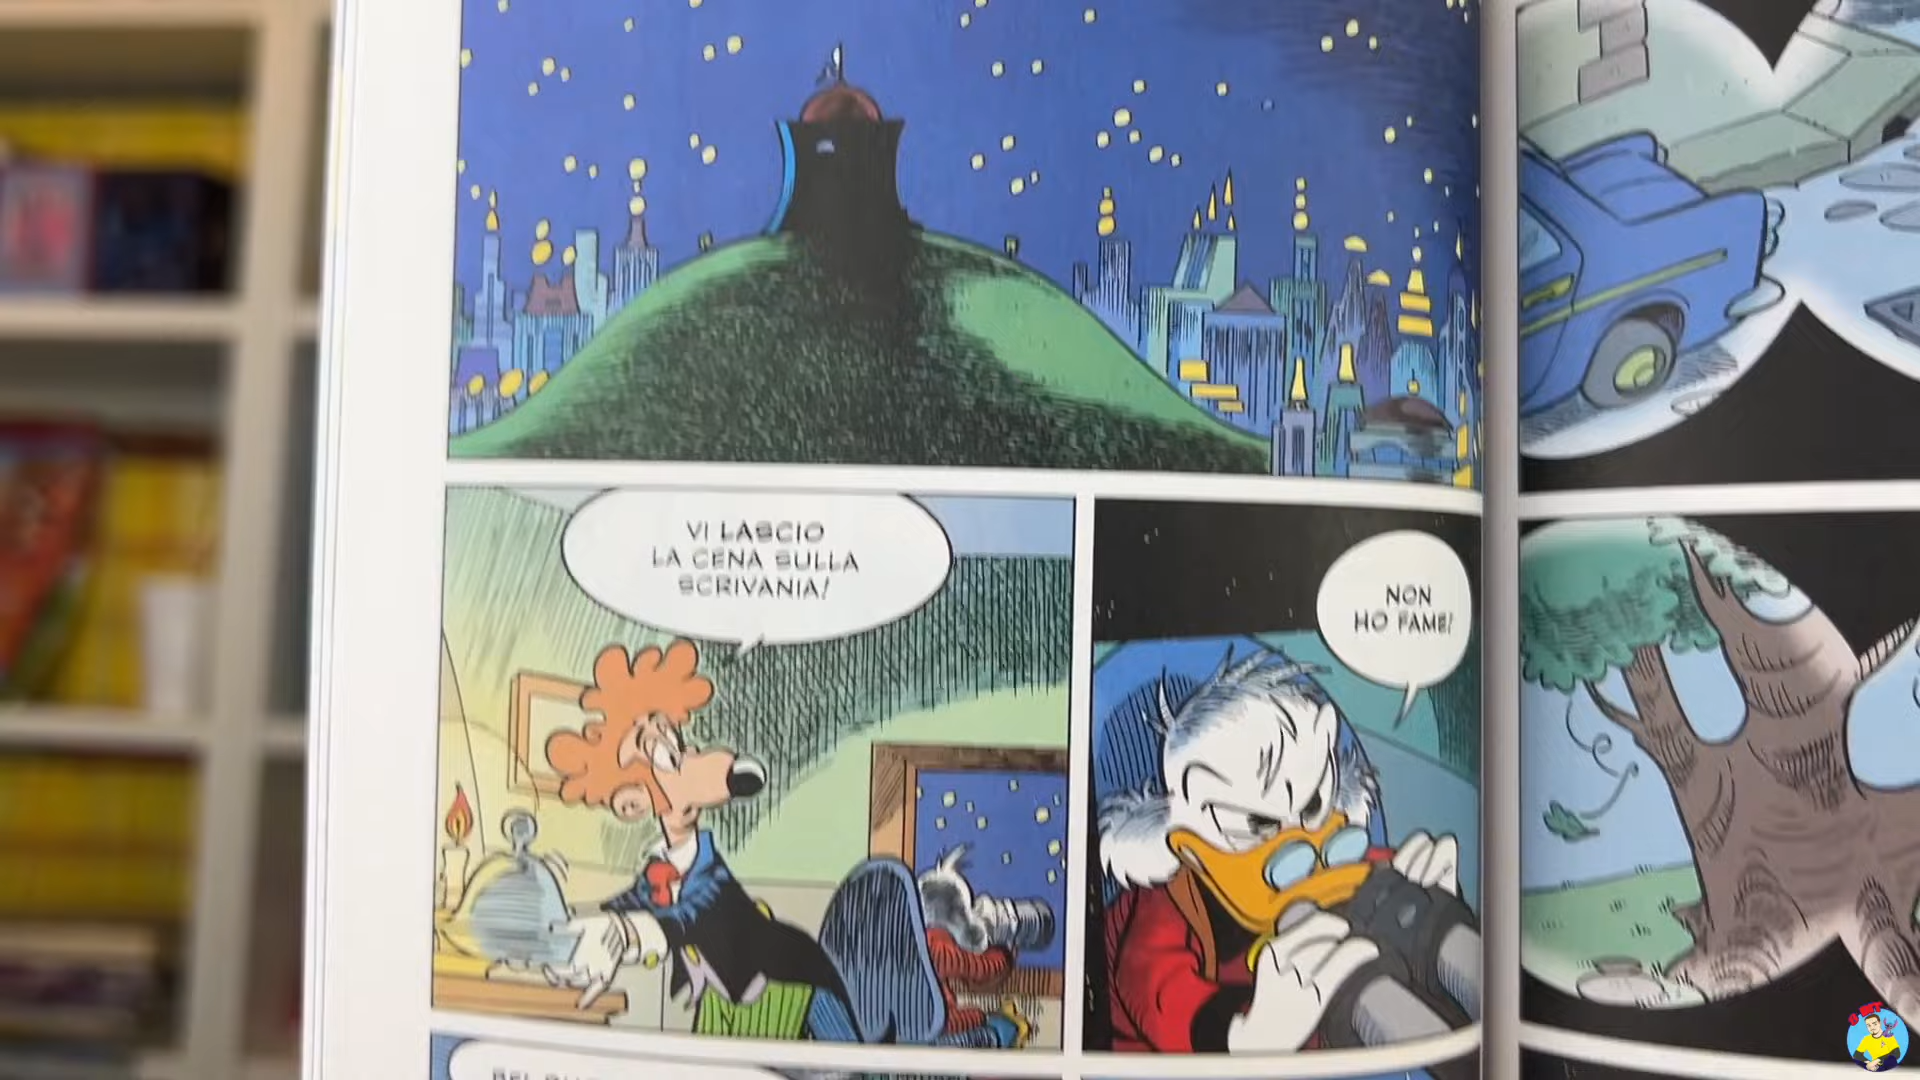 VI LASCIO
LA CENA SULLA
SCRIVANIA!
NON
HO FAME!